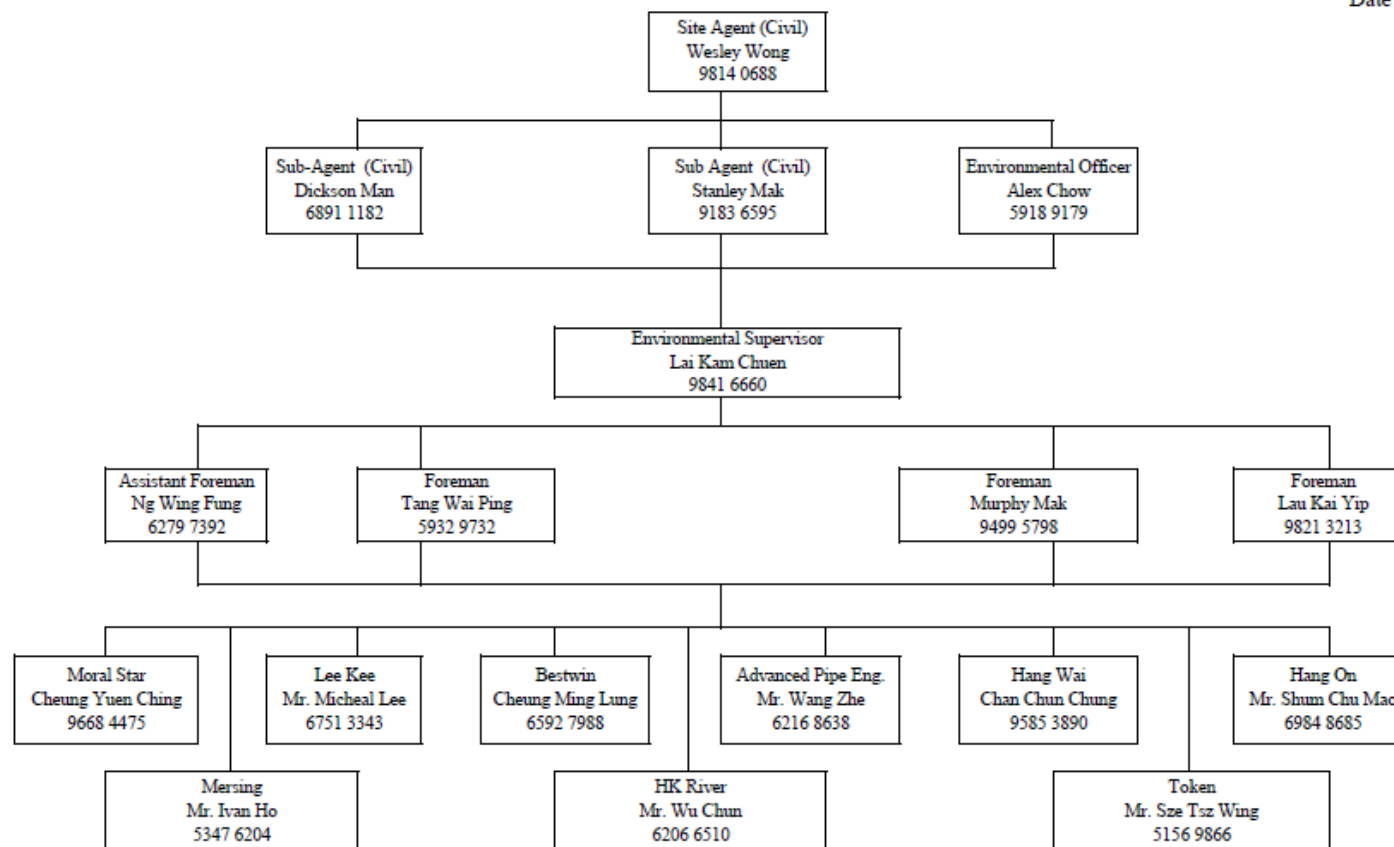 Date
Site Agent (Civil)
Wesley Wong
9814 0688
Sub-Agent (Civil)
Dickson Man
6891 1182
Sub Agent (Civil)
Stanley Mak
9183 6595
Environmental Officer
Alex Chow
5918 9179
Environmental Supervisor
Lai Kam Chuen
9841 6660
Assistant Foreman
Ng Wing Fung
6279 7392
Foreman
Tang Wai Ping
5932 9732
Foreman
Murphy Mak
9499 5798
Foreman
Lau Kai Yip
9821 3213
Moral Star
Cheung Yuen Ching
9668 4475
Lee Kee
Mr. Micheal Lee
6751 3343
Bestwin
Cheung Ming Lung
6592 7988
Advanced Pipe Eng.
Mr. Wang Zhe
6216 8638
Hang Wai
Chan Chun Chung
9585 3890
Hang On
Mr. Shum Chu Mao
6984 8685
Mersing
Mr. Ivan Ho
5347 6204
HK River
Mr. Wu Chun
6206 6510
Token
Mr. Sze Tsz Wing
5156 9866